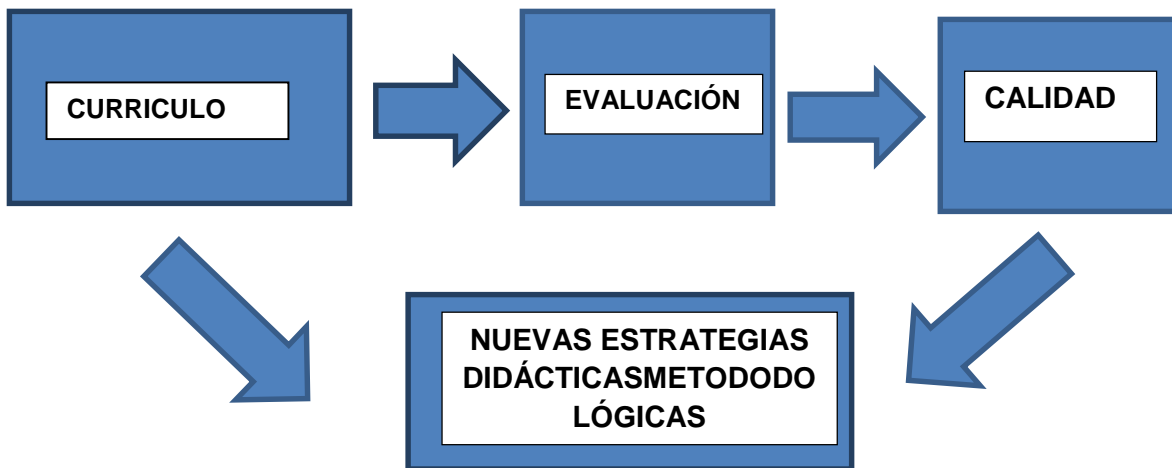 CURRICULO
EVALUACIÓN
CALIDAD
NUEVAS ESTRATEGIAS
DIDÁCTICASMETODODO
LÓGICAS